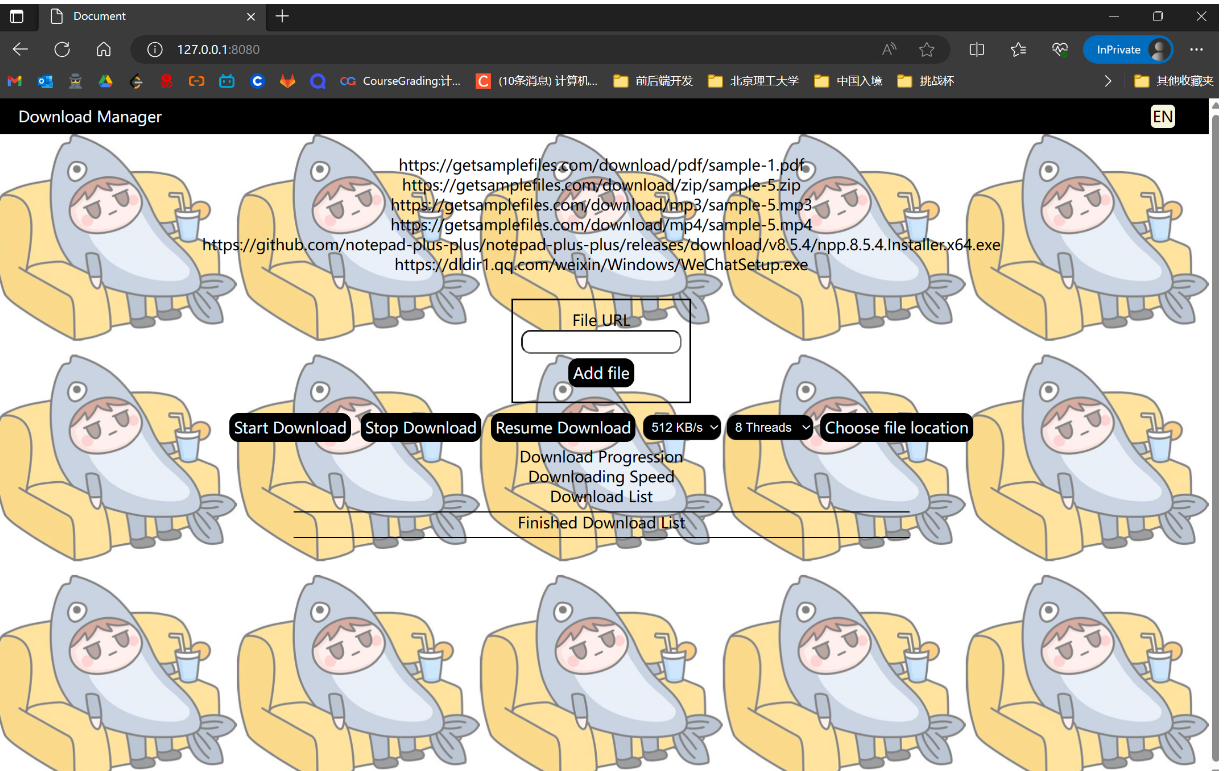 Document
127.0.0.1:8080
InPrivate
CourseGrading:计...
(10条消息) 计算机...
前后端开发
北京理工大学
中国入境
挑战杯
其他收藏夹
Download Manager
EN
https://getsamplefiles.com/download/pdf/sample-1.pdf
https://getsamplefiles.com/download/zip/sample-5.zip
https://getsamplefiles.com/download/mp3/sample-5.mp3
https://getsamplefiles.com/download/mp4/sample-5.mp4
https://github.com/notepad-plus-plus/notepad-plus-plus/releases/download/v8.5.4/npp.8.5.4.Installer.x64.exe
https://dldir1.qq.com/weixin/Windows/WeChatSetup.exe
File URL
Add file
Start Download Stop Download Resume Download 512 KB/s 8 Threads Choose file location
Download Progression
Downloading Speed
Download List
Finished Download List